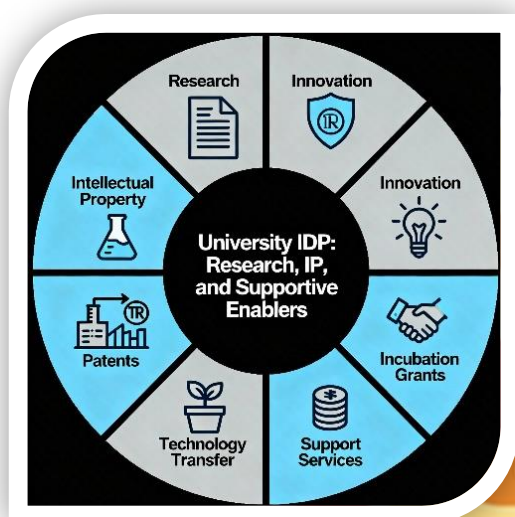 Research
Innovation
Intellectual
Property
Innovation
University IDP:
Research, IP,
and Supportive
Enablers
Patents
Incubation
Grants
Technology
Transfer
Support
Services